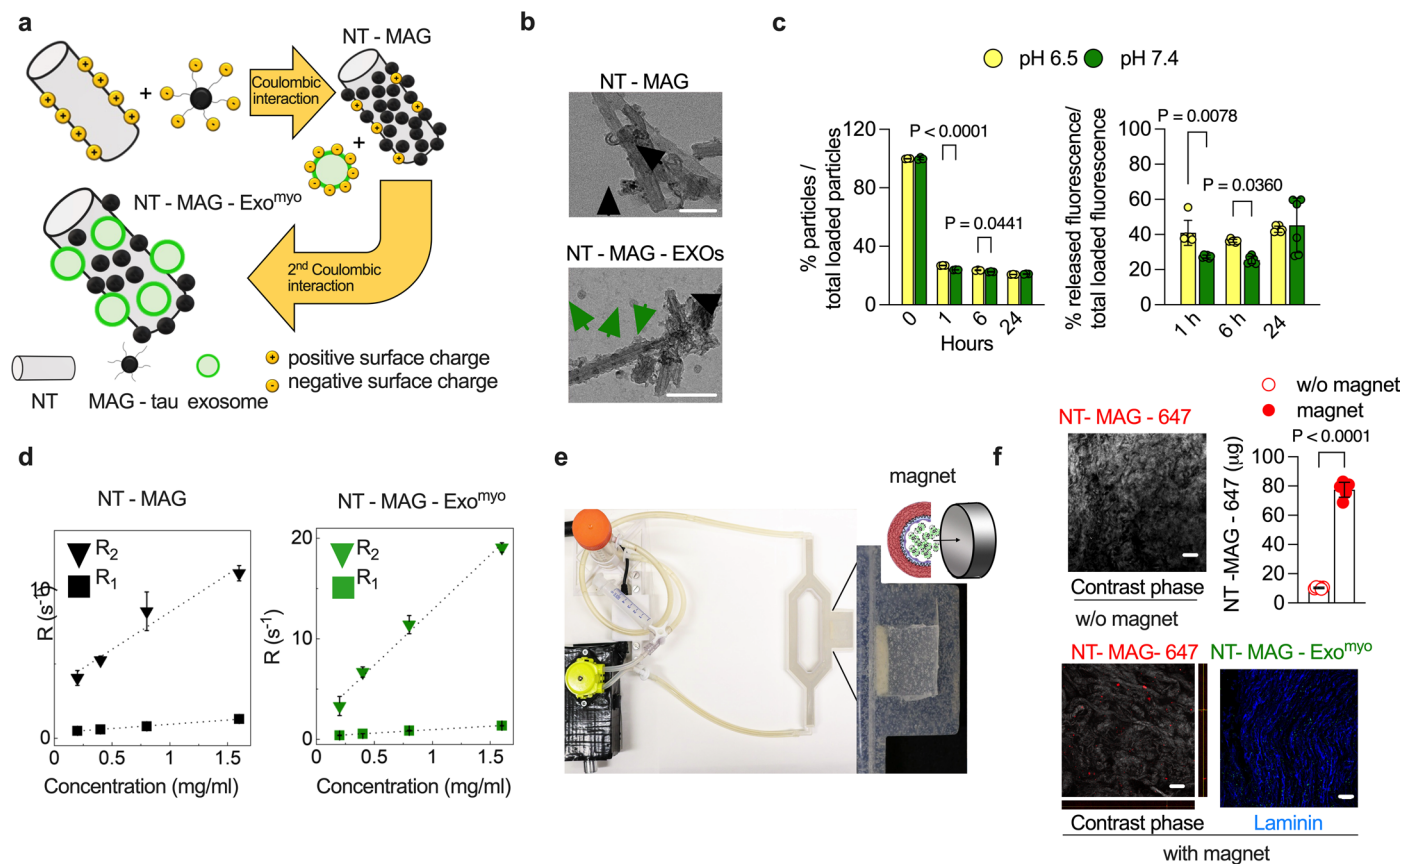 a
NT - MAG
Coulombic
interaction
+
+
NT - MAG - Exomyo
2nd Coulombic
interaction
positive surface charge
negative surface charge
NT
MAG - tau
exosome
b
NT - MAG
NT - MAG - EXOs
c
pH 6.5
pH 7.4
% particles /
total loaded particles
120
80
40
0
P < 0.0001
P = 0.0441
0
1
6
24
Hours
% released fluorescence/
total loaded fluorescence
100
80
60
40
20
0
P = 0.0078
P = 0.0360
1 h
6 h
24
d
NT - MAG
R2
R1
R (s-1)
10
0
0
0.5
1
1.5
Concentration (mg/ml)
NT - MAG - Exomyo
R2
R1
R (s-1)
20
10
0
0
0.5
1
1.5
Concentration (mg/ml)
e
magnet
f
w/o magnet
magnet
NT- MAG - 647
Contrast phase
w/o magnet
P < 0.0001
NT -MAG - 647 (µg)
100
80
60
40
20
10
0
NT- MAG- 647
NT - MAG - Exomyo
Contrast phase
Laminin
with magnet